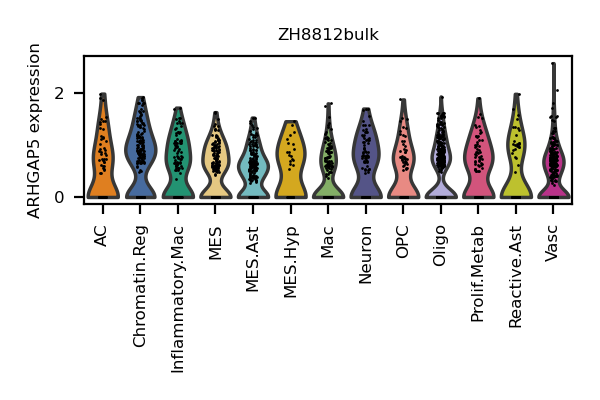 ZH8812bulk
ARHGAP5 expression
2
0
AC
Chromatin.Reg
Inflammatory.Mac
MES
MES.Ast
MES.Hyp
Mac
Neuron
OPC
Oligo
Prolif.Metab
Reactive.Ast
Vasc